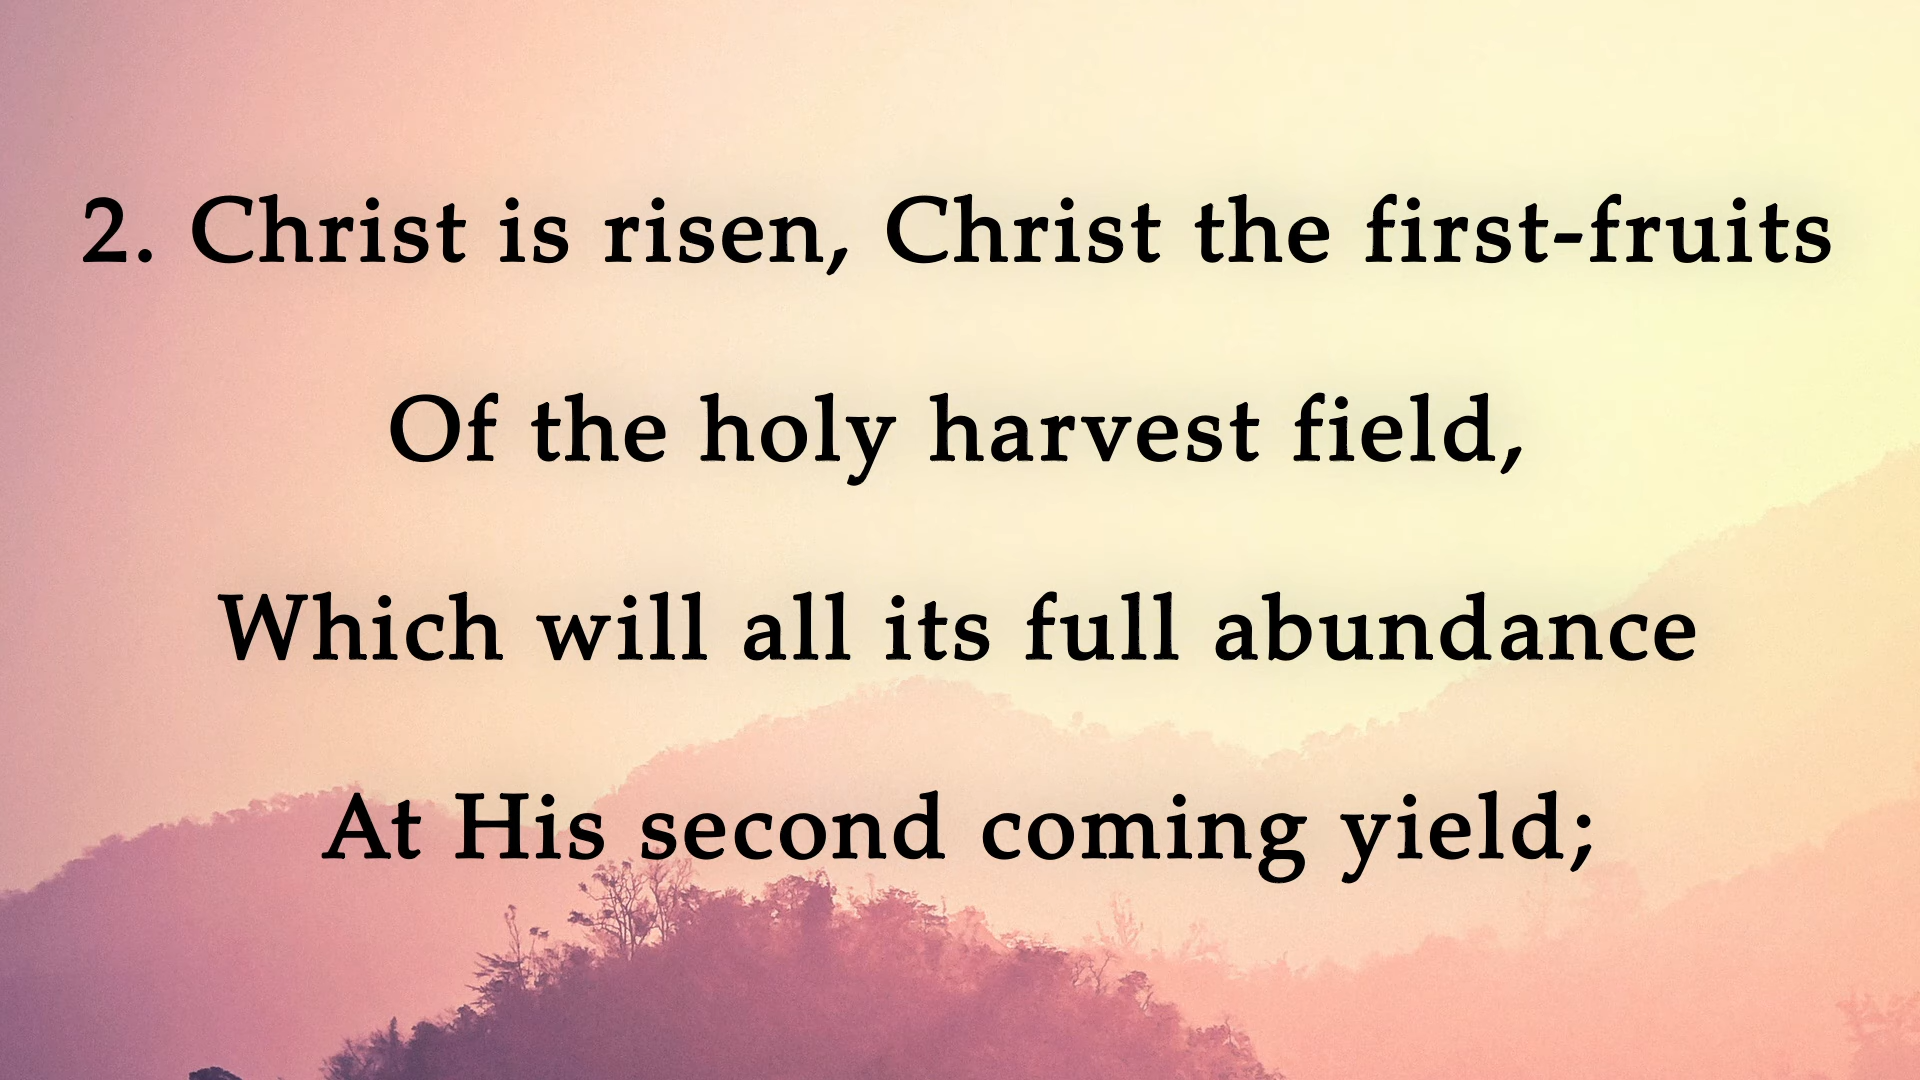 2. Christ is risen, Christ the first-fruits
Of the holy harvest field,
Which will all its full abundance
At His second coming yield;